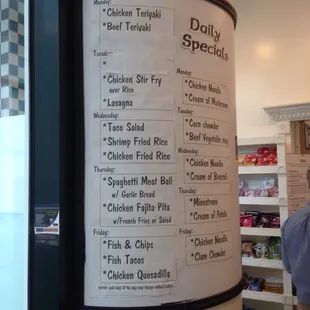 Monday:
*Chicken Teriyaki
*Beef Teriyaki
Tuesday:
*
*Chicken Stir Fry
over Rice
*Lasagna
Wednesday:
*Taco Salad
*Shrimp Fried Rice
*Chicken Fried Rice
Thursday:
*Spaghetti Meat Ball
w/ Garlic Bread
*Chicken Fajita Pita
w/French Fries or Salad
Friday:
*Fish & Chips
*Fish Tacos
*Chicken Quesadilla
Daily
Specials
Monday:
*Chicken Noodle
*Cream of Mushroom
Tuesday:
*Corn chowder
*Beef Vegetable
Wednesday:
*Chicken Noodle
*Cream of Broccoli
Thursday:
*Minestrone
*Cream of Potato
Friday:
*Chicken Noodle
*Clam Chowder